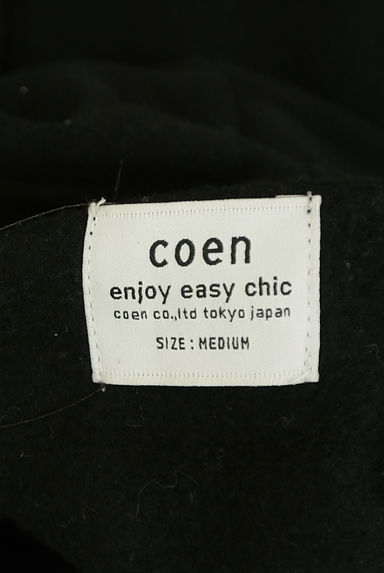 coen
enjoy easy chic
coen co.,ltd tokyo japan
SIZE : MEDIUM